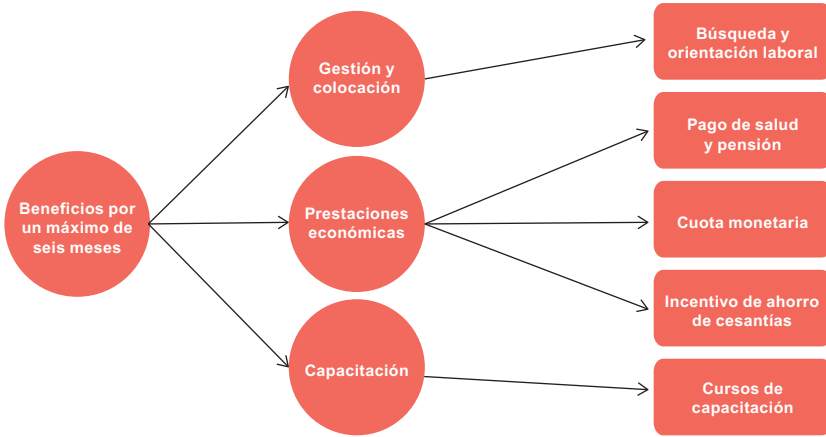 Beneficios por
un máximo de
seis meses
Gestión y
colocación
Prestaciones
económicas
Capacitación
Búsqueda y
orientación laboral
Pago de salud
y pensión
Cuota monetaria
Incentivo de ahorro
de cesantías
Cursos de
capacitación